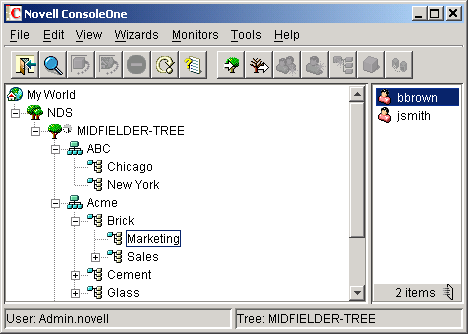 Novell ConsoleOne
File Edit View Wizards Monitors Tools Help
My World
NDS
MIDFIELDER-TREE
ABC
Chicago
New York
Acme
Brick
Marketing
Sales
Cement
Glass
bbrown
jsmith
2 items
User: Admin.novell
Tree: MIDFIELDER-TREE